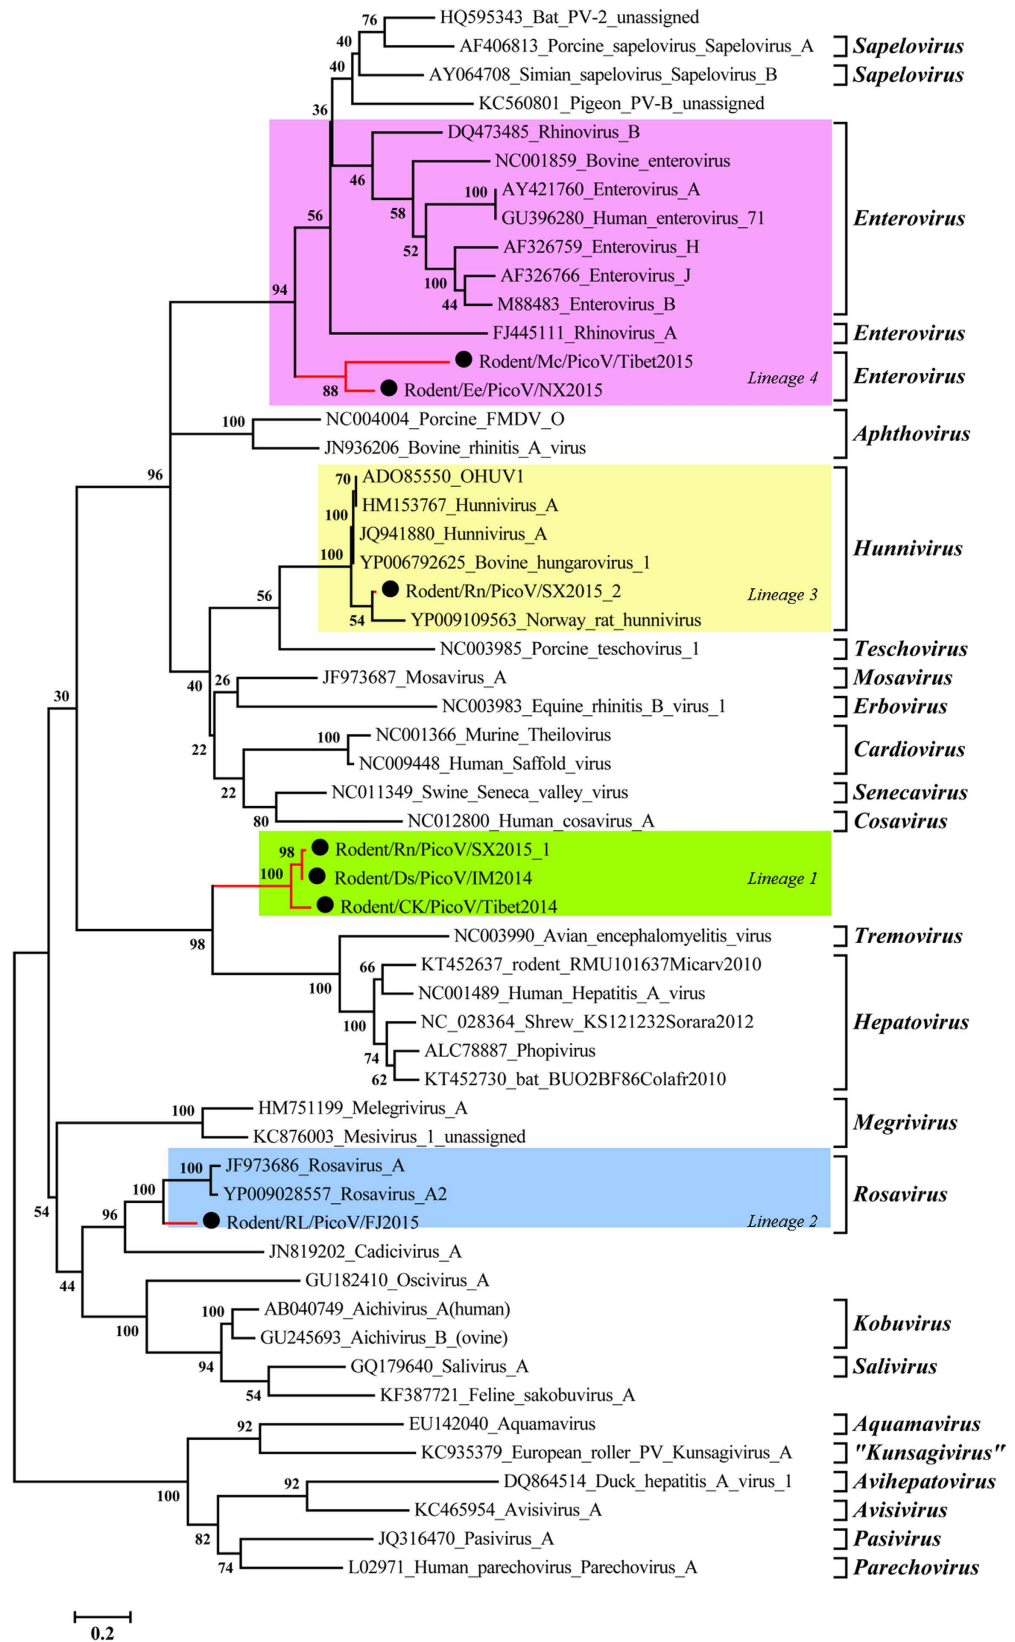 76
HQ595343_Bat_PV-2_unassigned
40
AF406813_Porcine_sapelovirus_Sapelovirus_A
Sapelovirus
40
AY064708_Simian_sapelovirus_Sapelovirus_B
Sapelovirus
KC560801_Pigeon_PV-B_unassigned
36
DQ473485_Rhinovirus_B
46
NC001859_Bovine_enterovirus
100
AY421760_Enterovirus_A
58
GU396280_Human_enterovirus_71
Enterovirus
56
52
AF326759_Enterovirus_H
100
AF326766_Enterovirus_J
94
44
M88483_Enterovirus_B
FJ445111_Rhinovirus_A
Enterovirus
Rodent/Mc/PicoV/Tibet2015
Lineage 4
Enterovirus
88
Rodent/Ee/PicoV/NX2015
100
NC004004_Porcine_FMDV_O
Aphthovirus
JN936206_Bovine_rhinitis_A_virus
96
70
ADO85550_OHUV1
100
HM153767_Hunnivirus_A
JQ941880_Hunnivirus_A
Hunnivirus
100
YP006792625_Bovine_hungarovirus_1
56
Rodent/Rn/PicoV/SX2015_2
Lineage 3
54
YP009109563_Norway_rat_hunnivirus
NC003985_Porcine_teschovirus_1
Teschovirus
40
26
JF973687_Mosavirus_A
Mosavirus
30
NC003983_Equine_rhinitis_B_virus_1
Erbovirus
100
NC001366_Murine_Theilovirus
Cardiovirus
22
NC009448_Human_Saffold_virus
22
NC011349_Swine_Seneca_valley_virus
Senecavirus
80
NC012800_Human_cosavirus_A
Cosavirus
98
Rodent/Rn/PicoV/SX2015_1
100
Rodent/Ds/PicoV/IM2014
Lineage 1
Rodent/CK/PicoV/Tibet2014
98
NC003990_Avian_encephalomyelitis_virus
Tremovirus
66
KT452637_rodent_RMU101637Micarv2010
100
NC001489_Human_Hepatitis_A_virus
100
NC_028364_Shrew_KS121232Sorara2012
Hepatovirus
74
ALC78887_Phopivirus
62
KT452730_bat_BUO2BF86Colafr2010
100
HM751199_Melegrivirus_A
Megrivirus
KC876003_Mesivirus_1_unassigned
100
JF973686_Rosavirus_A
100
YP009028557_Rosavirus_A2
Rosavirus
54
96
Rodent/RL/PicoV/FJ2015
Lineage 2
JN819202_Cadicivirus_A
44
GU182410_Oscivirus_A
100
AB040749_Aichivirus_A(human)
Kobuvirus
100
GU245693_Aichivirus_B_(ovine)
94
GQ179640_Salivirus_A
Salivirus
54
KF387721_Feline_sakobuvirus_A
92
EU142040_Aquamavirus
Aquamavirus
KC935379_European_roller_PV_Kunsagivirus_A
"Kunsagivirus"
92
DQ864514_Duck_hepatitis_A_virus_1
Avihepatovirus
100
KC465954_Avisivirus_A
Avisivirus
82
JQ316470_Pasivirus_A
Pasivirus
74
L02971_Human_parechovirus_Parechovirus_A
Parechovirus
0.2